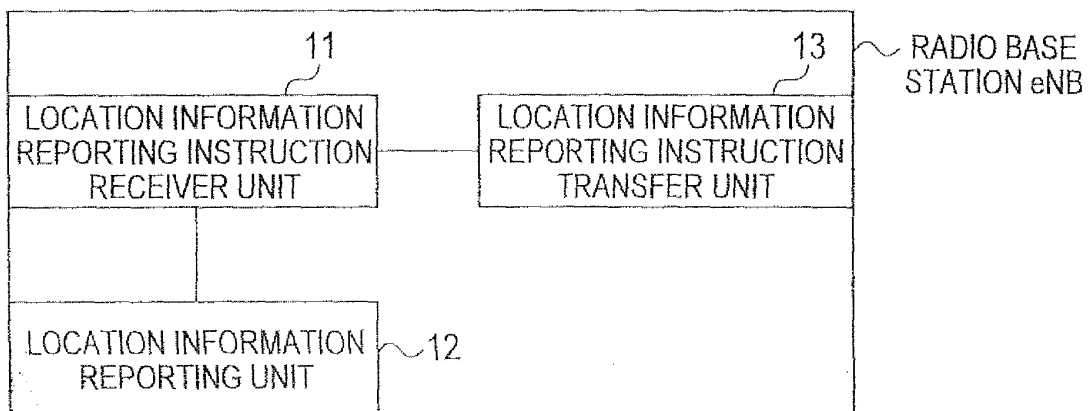 11
13
RADIO BASE
STATION eNB
LOCATION INFORMATION
REPORTING INSTRUCTION
RECEIVER UNIT
LOCATION INFORMATION
REPORTING INSTRUCTION
TRANSFER UNIT
LOCATION INFORMATION
REPORTING UNIT
12